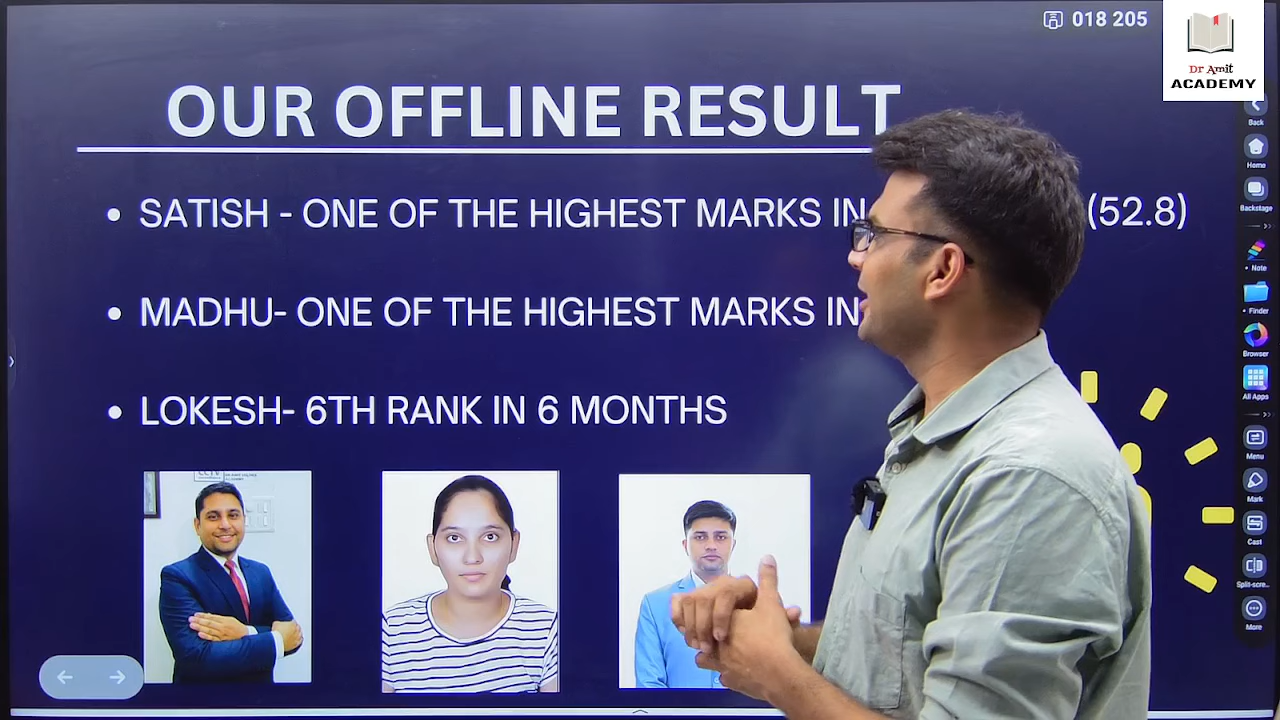 018 205
Dr Amit
ACADEMY
OUR OFFLINE RESULT
• SATISH - ONE OF THE HIGHEST MARKS IN (52.8)
• MADHU- ONE OF THE HIGHEST MARKS IN
• LOKESH- 6TH RANK IN 6 MONTHS
Back
Home
Backstage
• Note
• Finder
Browser
All Apps
Menu
Mark
Cast
Split-scre...
More